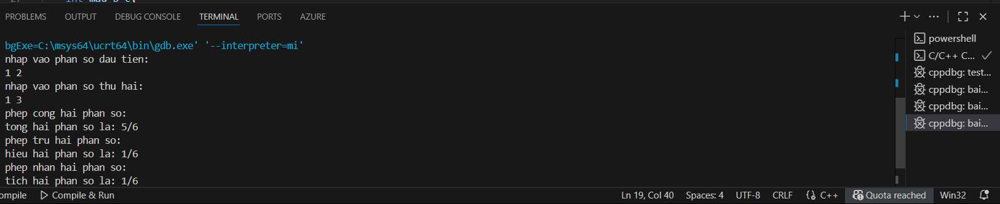 PROBLEMS OUTPUT DEBUG CONSOLE TERMINAL PORTS AZURE
bgExe=C:\msys64\ucrt64\bin\gdb.exe' '--interpreter=mi'
nhap vao phan so dau tien:
1 2
nhap vao phan so thu hai:
1 3
phep cong hai phan so:
tong hai phan so la: 5/6
phep tru hai phan so:
hieu hai phan so la: 1/6
phep nhan hai phan so:
tich hai phan so la: 1/6
powershell
C/C++ C...
cppdbg: test...
cppdbg: bai...
cppdbg: bai...
cppdbg: bai...
ompile Compile & Run Ln 19, Col 40 Spaces: 4 UTF-8 CRLF C++ Quota reached Win32